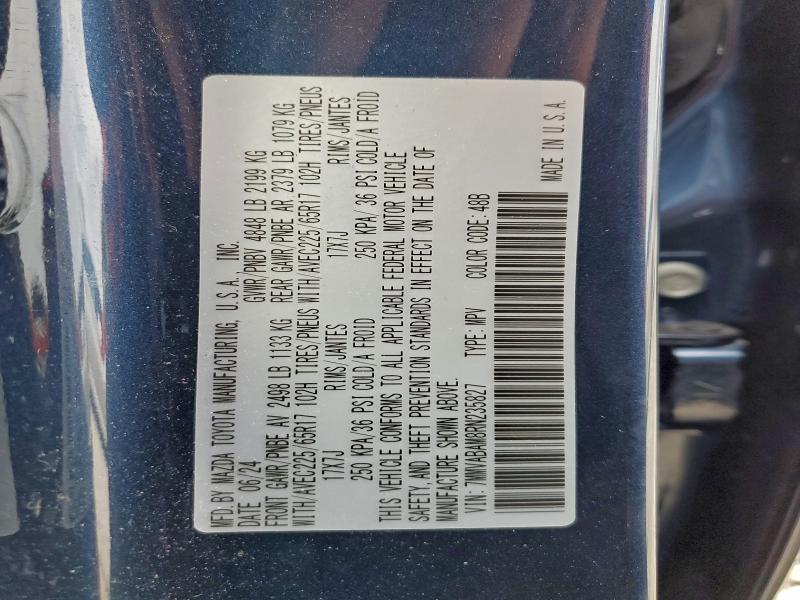 MFD.BY MAZDA TOYOTA MANUFACTURING, U.S.A., INC.
DATE 06/24 GVWR/PNBV 4848 LB 2199 KG
FRONT GAWR/PNBE AV 2498 LB 1133 KG REAR GAWR/PNBE AR 2379 LB 1079 KG
WITH/AVEC225/65R17 102H TIRES/PNEUS WITH/AVEC225/65R17 102H TIRES/PNEUS
17X7J RIMS/JANTES 17X7J RIMS/JANTES
250 KPA/36 PSI COLD/A FROID 250 KPA/36 PSI COLD/A FROID
THIS VEHICLE CONFORMS TO ALL APPLICABLE FEDERAL MOTOR VEHICLE
SAFETY AND THEFT PREVENTION STANDARDS IN EFFECT ON THE DATE OF
MANUFACTURE SHOWN ABOVE.
VIN: 7MMVABAM8RN235827 TYPE: MPV COLOR CODE: 48B
MADE IN U.S.A.